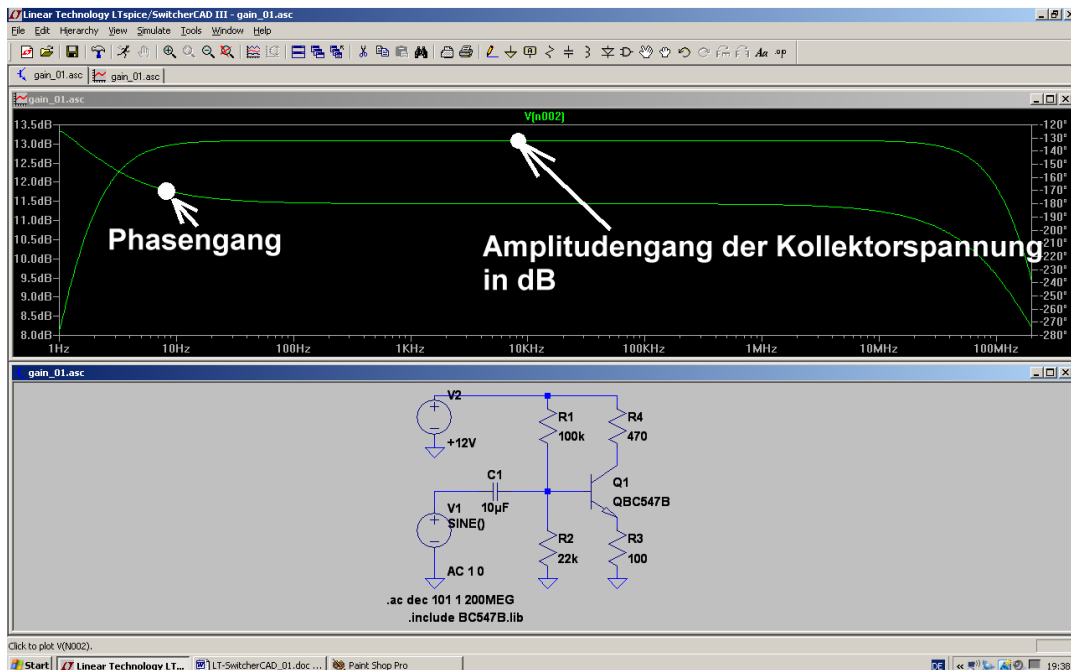 Linear Technology LTspice/SwitcherCAD III - gain_01.asc
File Edit Hierarchy View Simulate Tools Window Help
Aa .op
gain_01.asc gain_01.asc
gain_01.asc
V(n002)
13.5dB
13.0dB
12.5dB
12.0dB
11.5dB
11.0dB
10.5dB
10.0dB
9.5dB
9.0dB
8.5dB
8.0dB
-120°
-130°
-140°
-150°
-160°
-170°
-180°
-190°
-200°
-210°
-220°
-230°
-240°
-250°
-260°
-270°
-280°
Phasengang
Amplitudengang der Kollektorspannung
in dB
1Hz 10Hz 100Hz 1KHz 10KHz 100KHz 1MHz 10MHz 100MHz
gain_01.asc
V2
+12V
R1
100k
R4
470
C1
10µF
Q1
QBC547B
V1
SINE()
AC 1 0
R2
22k
R3
100
.ac dec 101 1 200MEG
.include BC547B.lib
Click to plot V(N002).
Start Linear Technology LT... LT-SwitcherCAD_01.doc ... Paint Shop Pro DE « 19:38